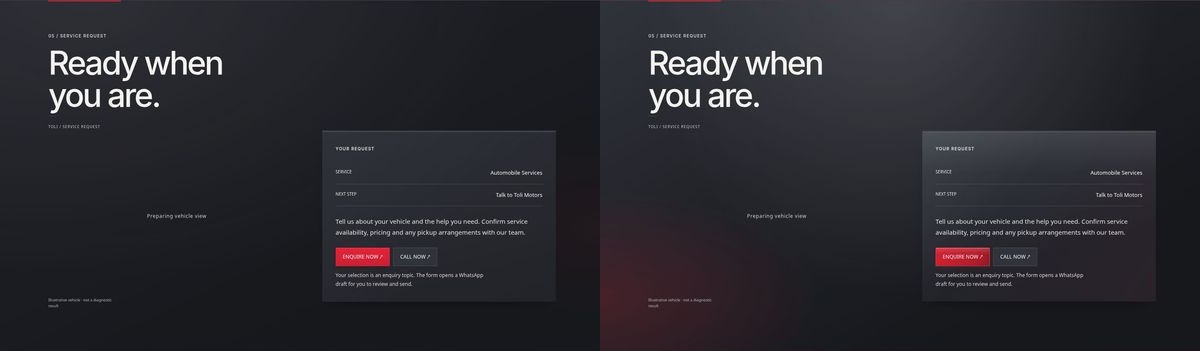 05 / SERVICE REQUEST
Ready when
you are.
TOLI / SERVICE REQUEST
YOUR REQUEST
SERVICE Automobile Services
NEXT STEP Talk to Toli Motors
Preparing vehicle view
Tell us about your vehicle and the help you need. Confirm service
availability, pricing and any pickup arrangements with our team.
ENQUIRE NOW ↗ CALL NOW ↗
Your selection is an enquiry topic. The form opens a WhatsApp
draft for you to review and send.
Illustrative vehicle · not a diagnostic
result
05 / SERVICE REQUEST
Ready when
you are.
TOLI / SERVICE REQUEST
YOUR REQUEST
SERVICE Automobile Services
NEXT STEP Talk to Toli Motors
Preparing vehicle view
Tell us about your vehicle and the help you need. Confirm service
availability, pricing and any pickup arrangements with our team.
ENQUIRE NOW ↗ CALL NOW ↗
Your selection is an enquiry topic. The form opens a WhatsApp
draft for you to review and send.
Illustrative vehicle · not a diagnostic
result